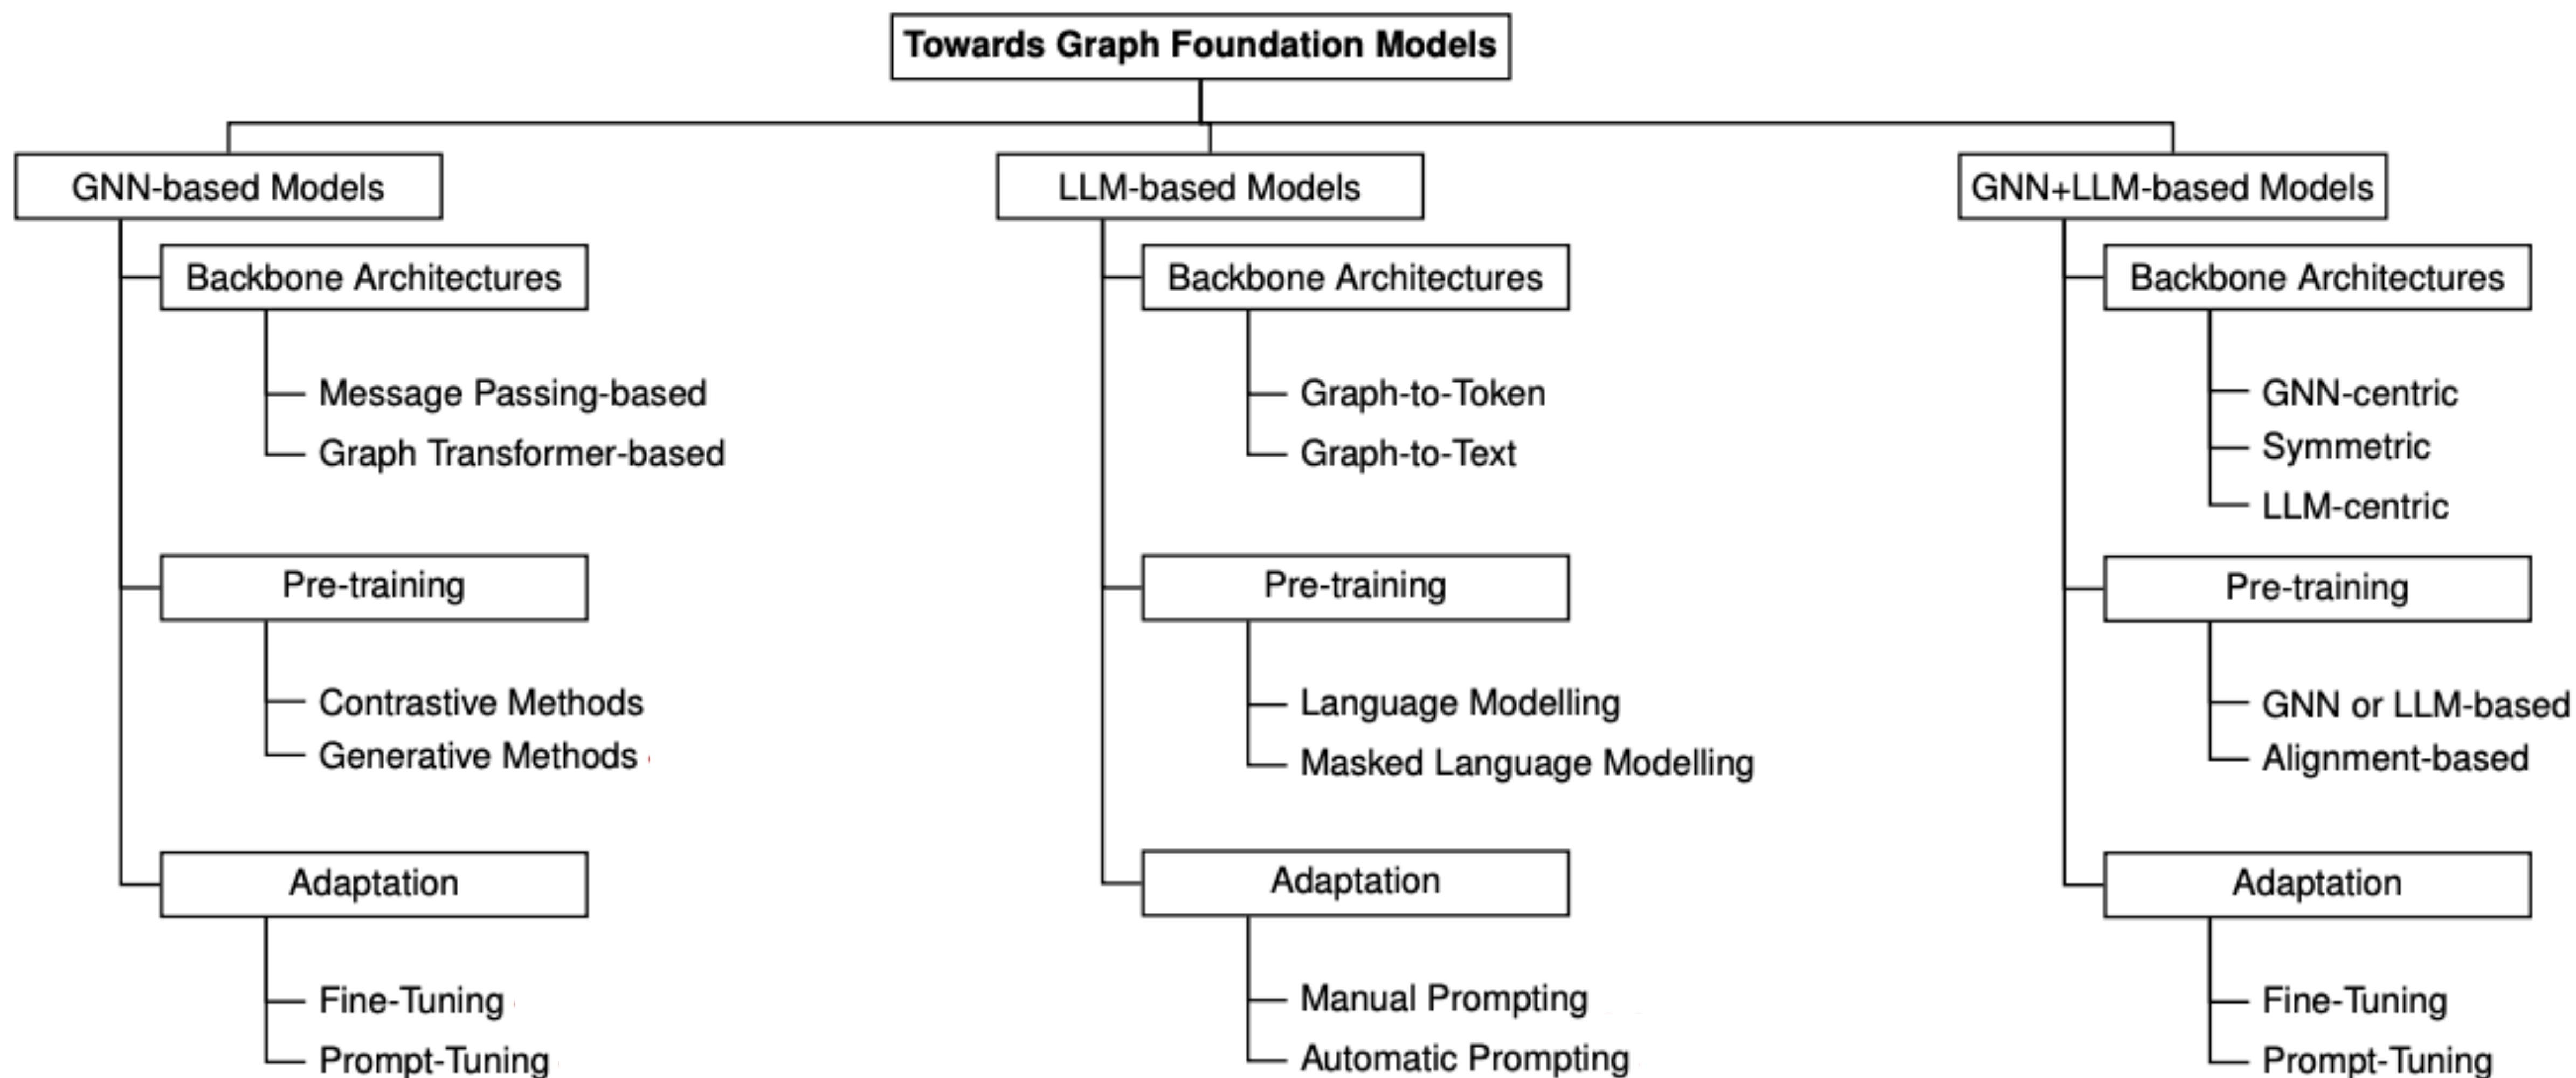 Towards Graph Foundation Models
GNN-based Models
Backbone Architectures
Message Passing-based
Graph Transformer-based
Pre-training
Contrastive Methods
Generative Methods
Adaptation
Fine-Tuning
Prompt-Tuning
LLM-based Models
Backbone Architectures
Graph-to-Token
Graph-to-Text
Pre-training
Language Modelling
Masked Language Modelling
Adaptation
Manual Prompting
Automatic Prompting
GNN+LLM-based Models
Backbone Architectures
GNN-centric
Symmetric
LLM-centric
Pre-training
GNN or LLM-based
Alignment-based
Adaptation
Fine-Tuning
Prompt-Tuning